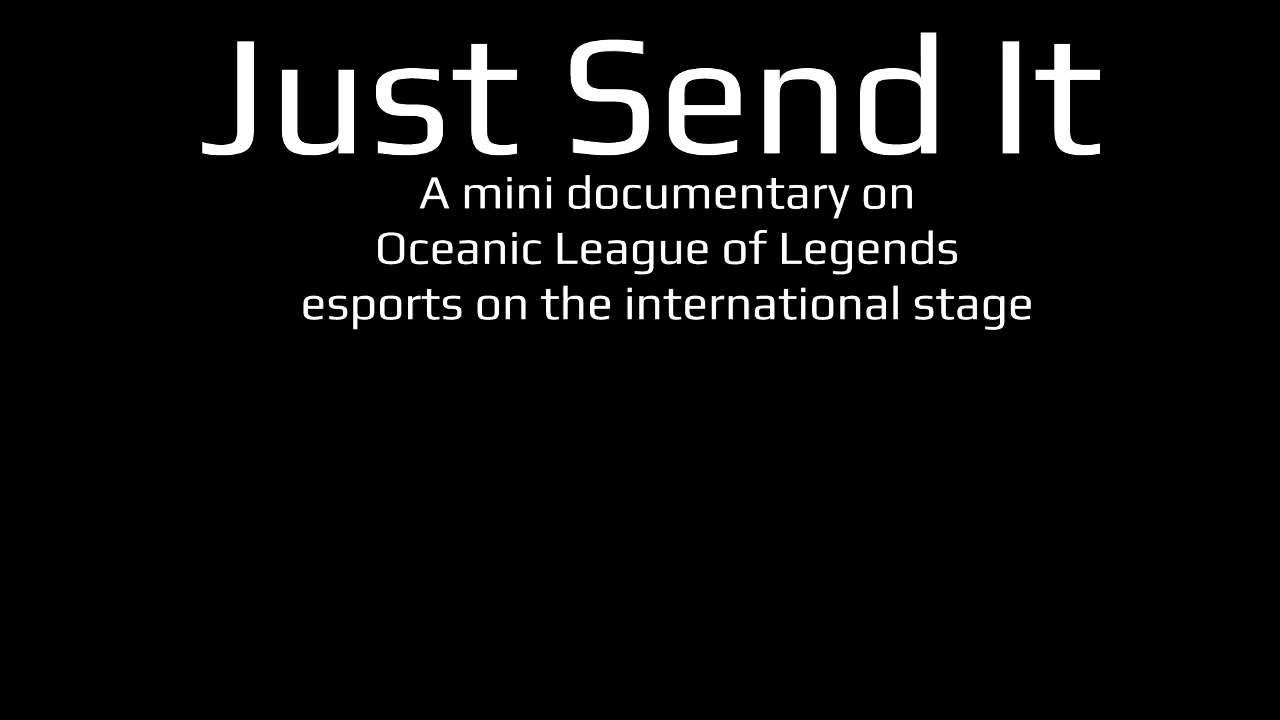 Just Send It
A mini documentary on
Oceanic League of Legends
esports on the international stage